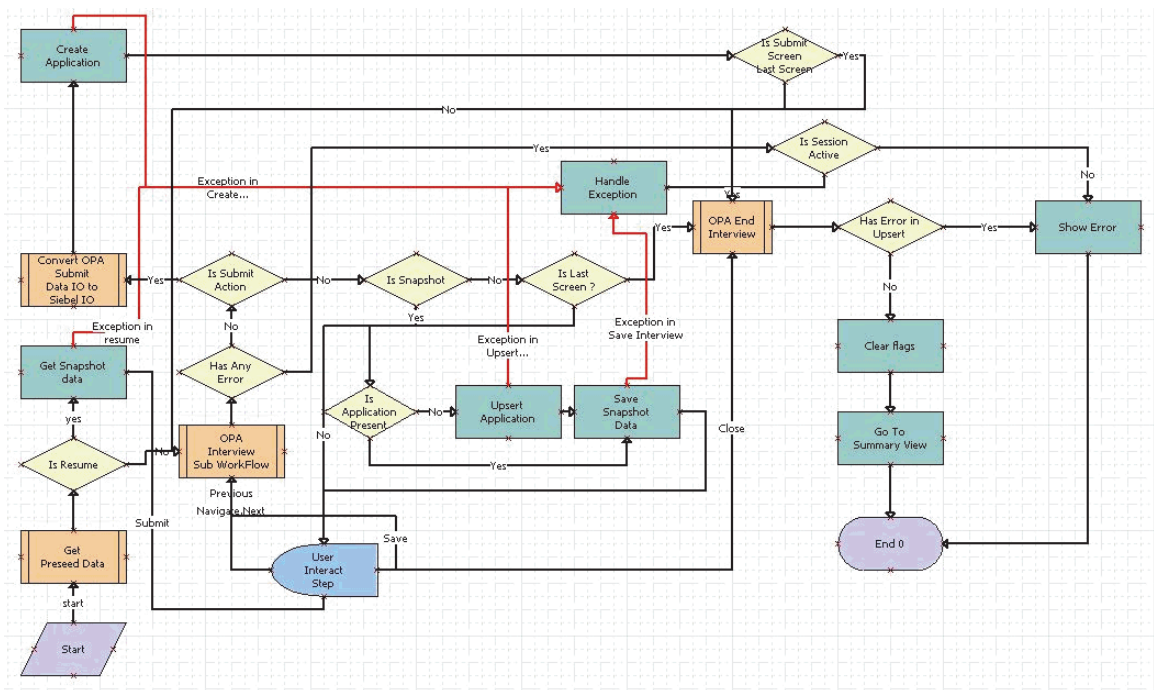 Create
Application
Is Submit
Screen
Last Screen
Yes
No
Yes
Is Session
Active
Exception in
Create...
Handle
Exception
Yes
No
OPA End
Interview
Has Error in
Upsert
Yes
Show Error
Convert OPA
Submit
Data IO to
Siebel IO
Yes
Is Submit
Action
No
Is Snapshot
No
Is Last
Screen ?
Yes
No
Exception in
resume
No
Yes
Exception in
Upsert...
Exception in
Save Interview
Clear flags
Get Snapshot
data
Has Any
Error
Is
Application
Present
No
Upsert
Application
Save
Snapshot
Data
yes
No
Close
Go To
Summary View
Is Resume
No
OPA
Interview
Sub WorkFlow
Yes
Previous
Navigate,Next
Submit
Save
Get
Preseed Data
User
Interact
Step
End 0
start
Start